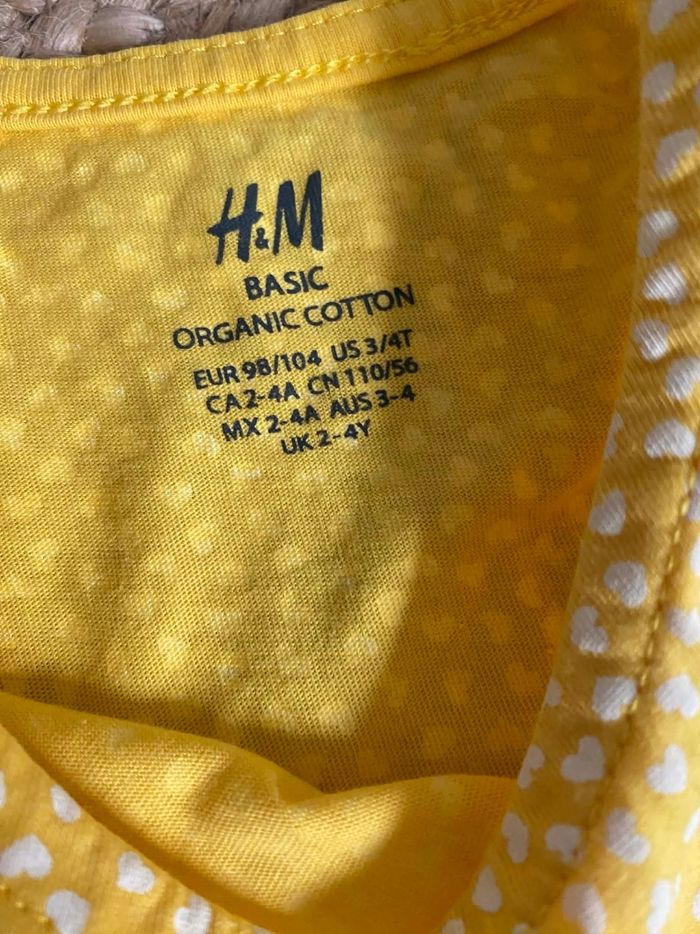 H&M
BASIC
ORGANIC COTTON
EUR 98/104 US 3/4T
CA 2-4A CN 110/56
MX 2-4A AUS 3-4
UK 2-4Y